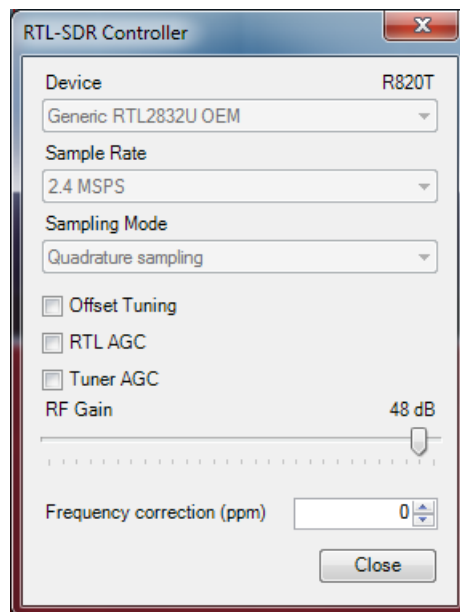 RTL-SDR Controller
Device R820T
Generic RTL2832U OEM
Sample Rate
2.4 MSPS
Sampling Mode
Quadrature sampling
Offset Tuning
RTL AGC
Tuner AGC
RF Gain 48 dB
Frequency correction (ppm) 0
Close